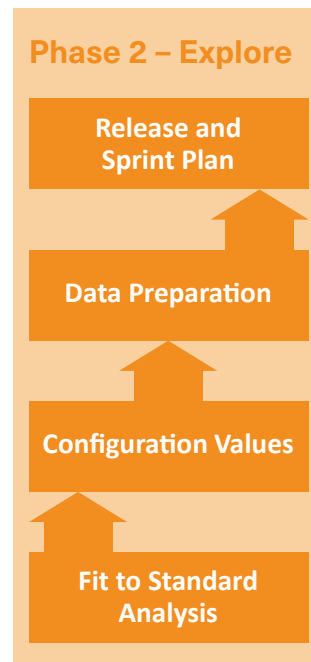 Phase 2 – Explore
Release and
Sprint Plan
Data Preparation
Configuration Values
Fit to Standard
Analysis